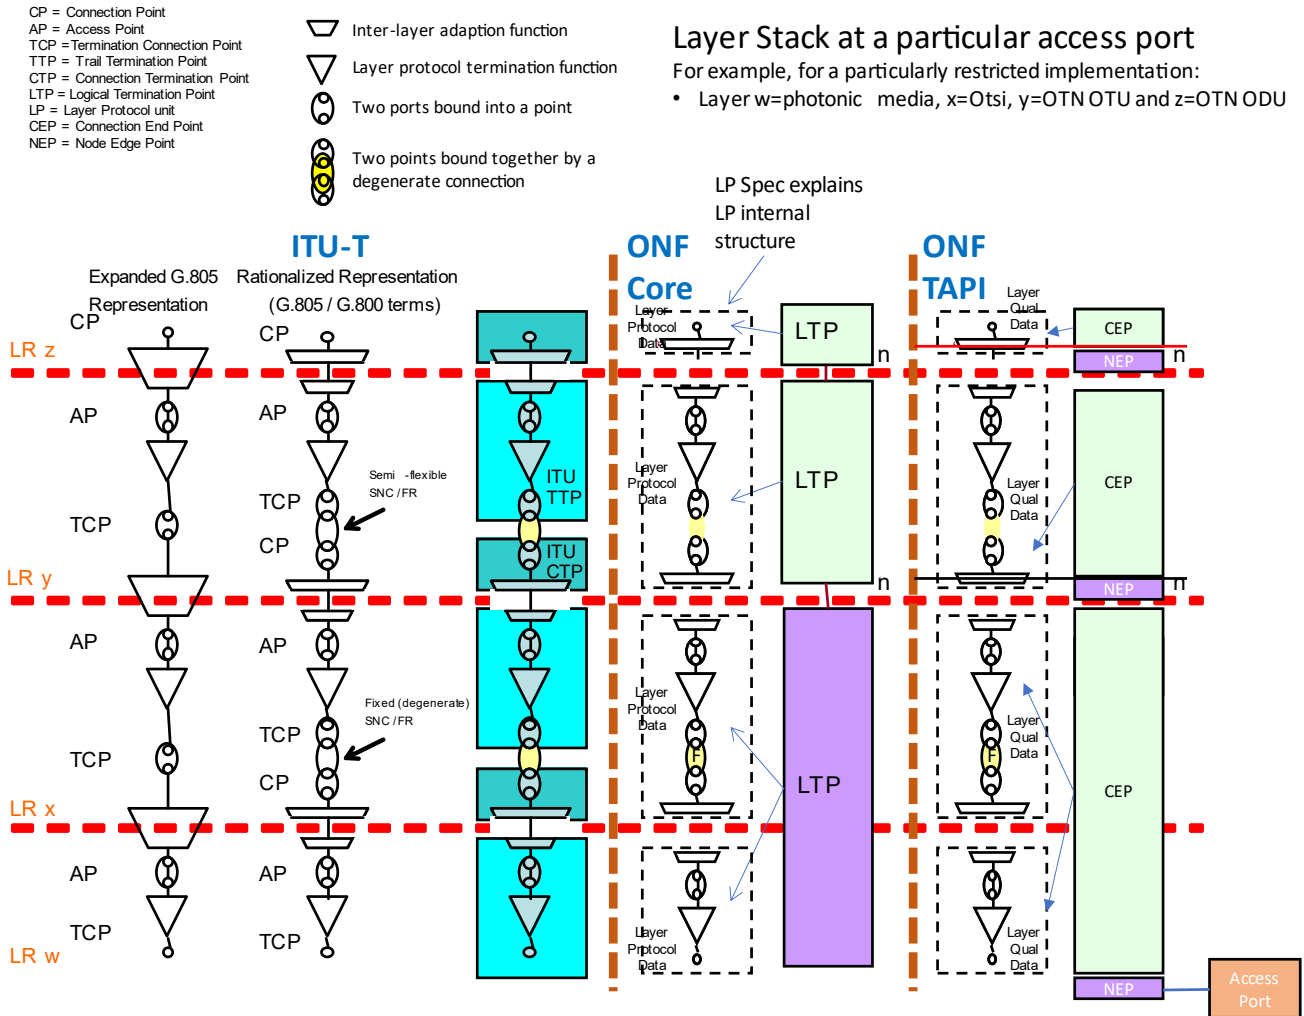 CP = Connection Point
AP = Access Point
TCP =Termination Connection Point
TTP = Trail Termination Point
CTP = Connection Termination Point
LTP = Logical Termination Point
LP = Layer Protocol unit
CEP = Connection End Point
NEP = Node Edge Point
Inter-layer adaption function
Layer protocol termination function
Two ports bound into a point
Two points bound together by a
degenerate connection
Layer Stack at a particular access port
For example, for a particularly restricted implementation:
• Layer w=photonic media, x=Otsi, y=OTN OTU and z=OTN ODU
LP Spec explains
LP internal
structure
ITU-T
Expanded G.805
Representation
Rationalized Representation
(G.805 / G.800 terms)
ONF
Core
ONF
TAPI
CP
CP
LR z
AP
AP
TCP
TCP
Semi -flexible
SNC /FR
CP
LR y
AP
AP
TCP
TCP
Fixed (degenerate)
SNC /FR
CP
LR x
AP
AP
TCP
TCP
LR w
ITU
TTP
ITU
CTP
Layer
Protocol
Data
LTP
n
Layer
Protocol
Data
LTP
n
Layer
Protocol
Data
F
LTP
Layer
Protocol
Data
Layer
Qual
Data
CEP
n
NEP
Layer
Qual
Data
CEP
n
NEP
Layer
Qual
Data
F
CEP
Layer
Qual
Data
NEP
Access
Port